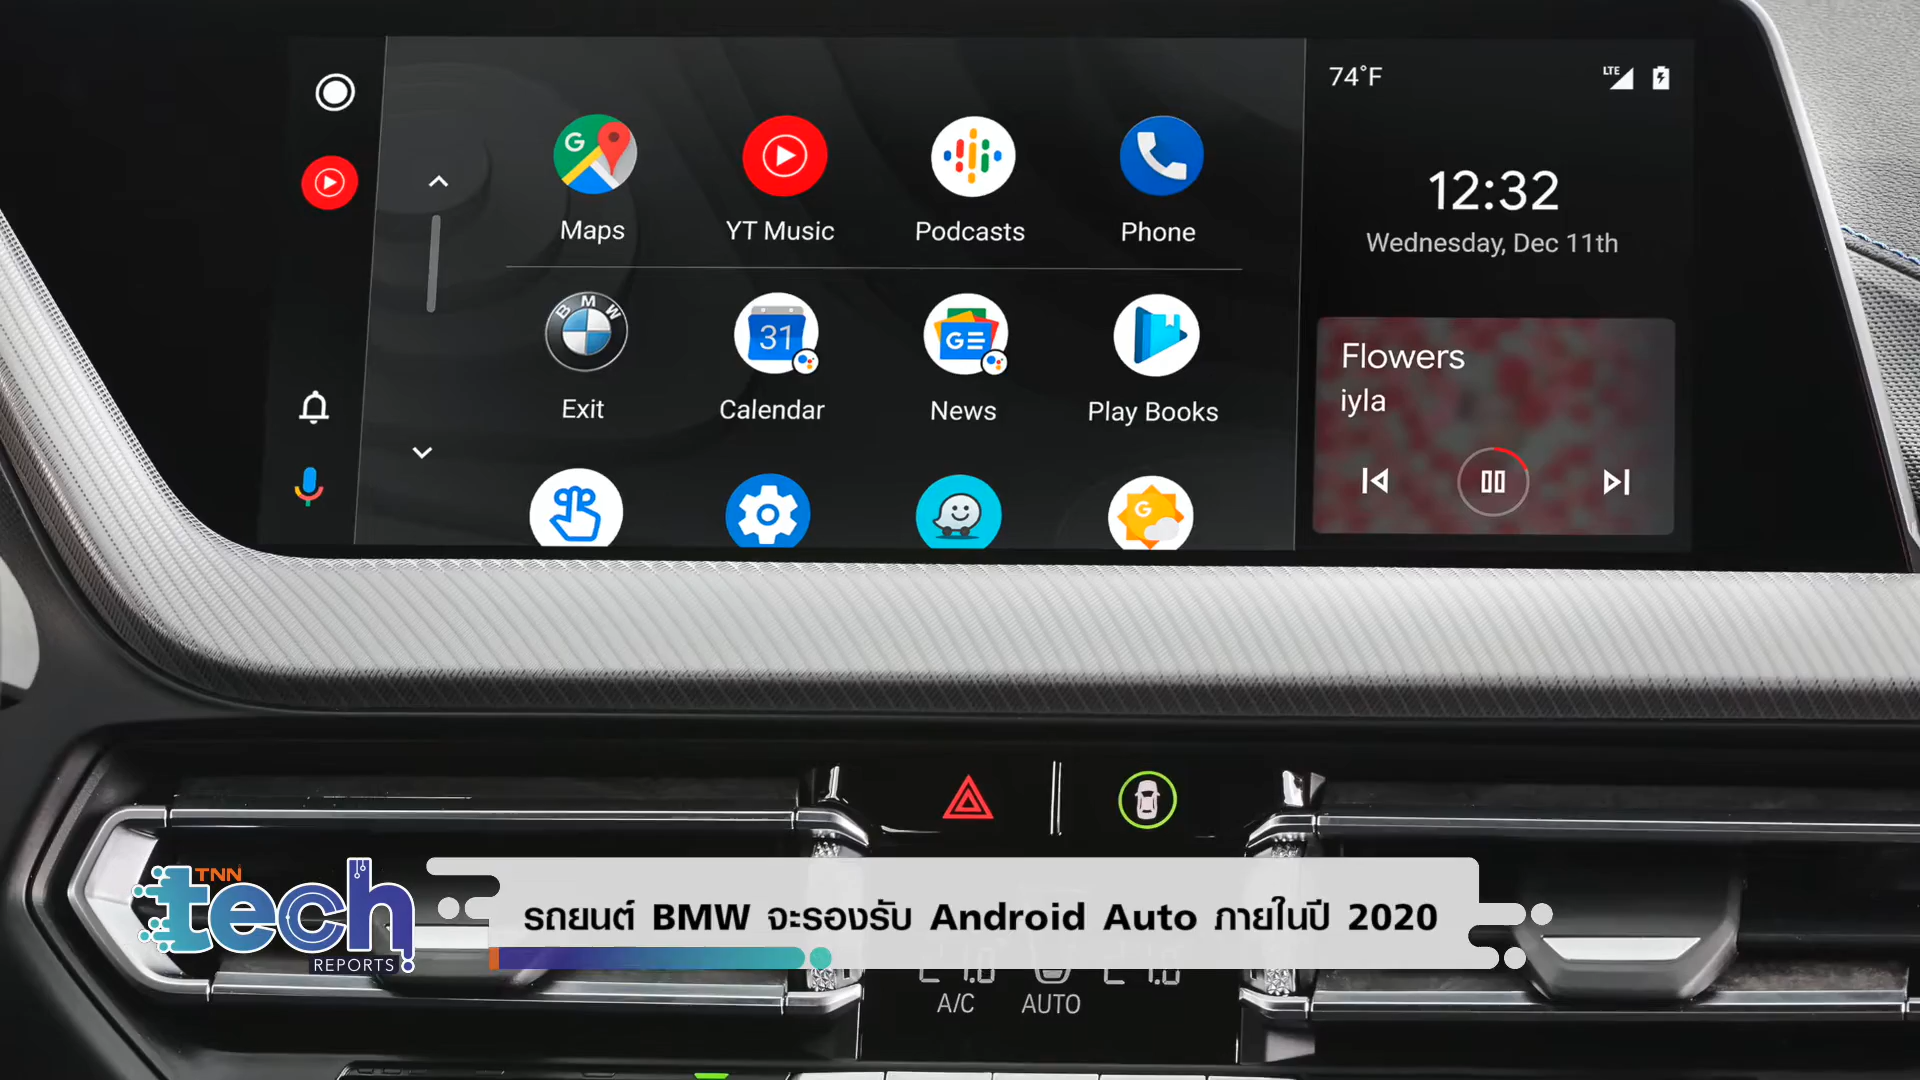 74°F
LTE
G
Maps
YT Music
Podcasts
Phone
12:32
Wednesday, Dec 11th
BMW
Exit
31
Calendar
GE
News
Play Books
Flowers
iyla
G
TNN
tech
REPORTS
รถยนต์ BMW จะรองรับ Android Auto ภายในปี 2020
A/C
AUTO